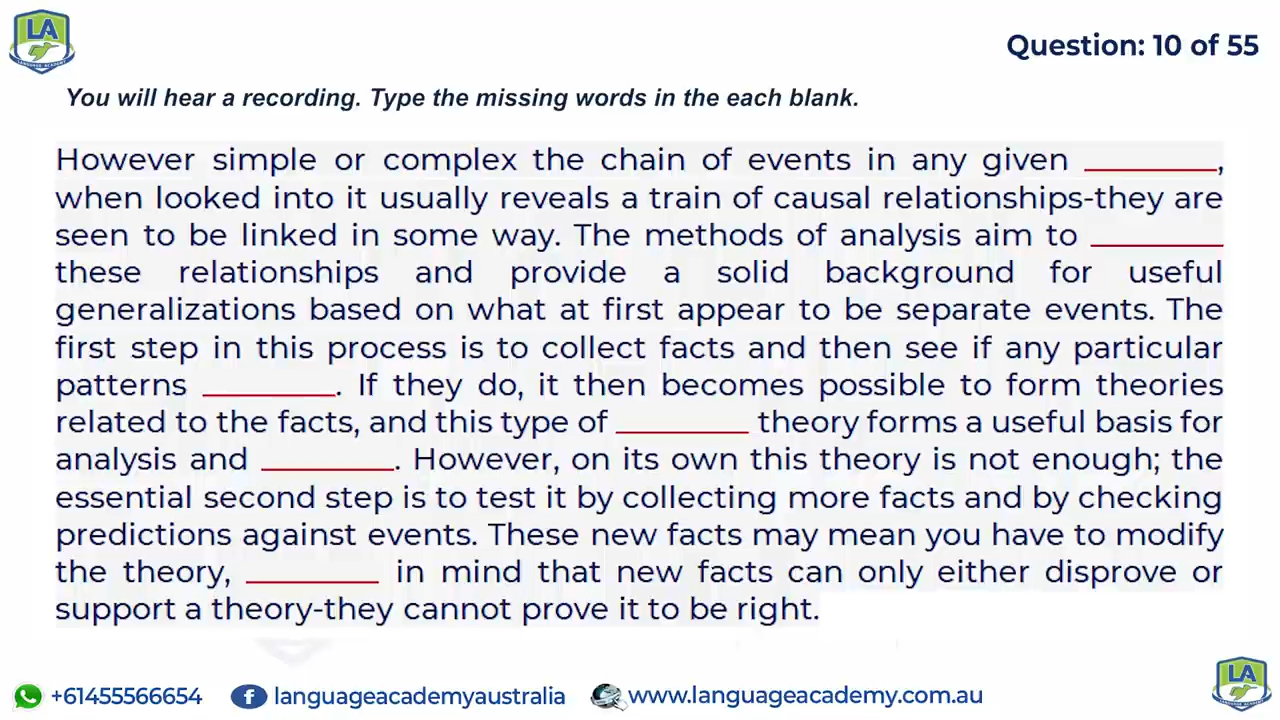 LA
LANGUAGE ACADEMY
Question: 10 of 55
You will hear a recording. Type the missing words in the each blank.
However simple or complex the chain of events in any given ________,
when looked into it usually reveals a train of causal relationships-they are
seen to be linked in some way. The methods of analysis aim to ________
these relationships and provide a solid background for useful
generalizations based on what at first appear to be separate events. The
first step in this process is to collect facts and then see if any particular
patterns ________. If they do, it then becomes possible to form theories
related to the facts, and this type of ________ theory forms a useful basis for
analysis and ________. However, on its own this theory is not enough; the
essential second step is to test it by collecting more facts and by checking
predictions against events. These new facts may mean you have to modify
the theory, ________ in mind that new facts can only either disprove or
support a theory-they cannot prove it to be right.
+61455566654 languageacademyaustralia www.languageacademy.com.au
LA